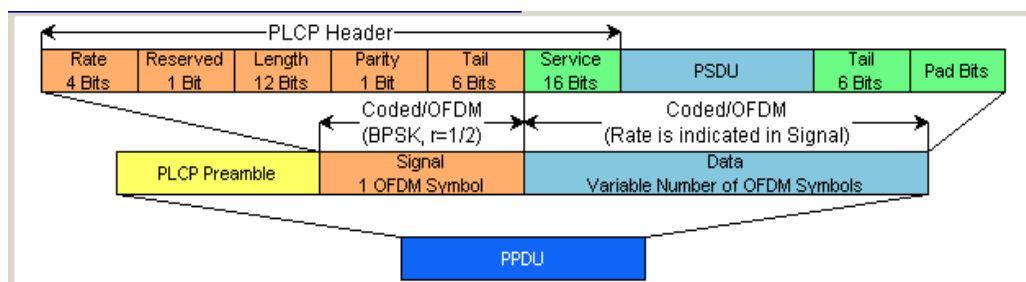 PLCP Header
Rate Reserved Length Parity Tail Service PSDU Tail Pad Bits
4 Bits 1 Bit 12 Bits 1 Bit 6 Bits 16 Bits 6 Bits
Coded/OFDM Coded/OFDM
(BPSK, r=1/2) (Rate is indicated in Signal)
PLCP Preamble Signal Data
1 OFDM Symbol Variable Number of OFDM Symbols
PPDU